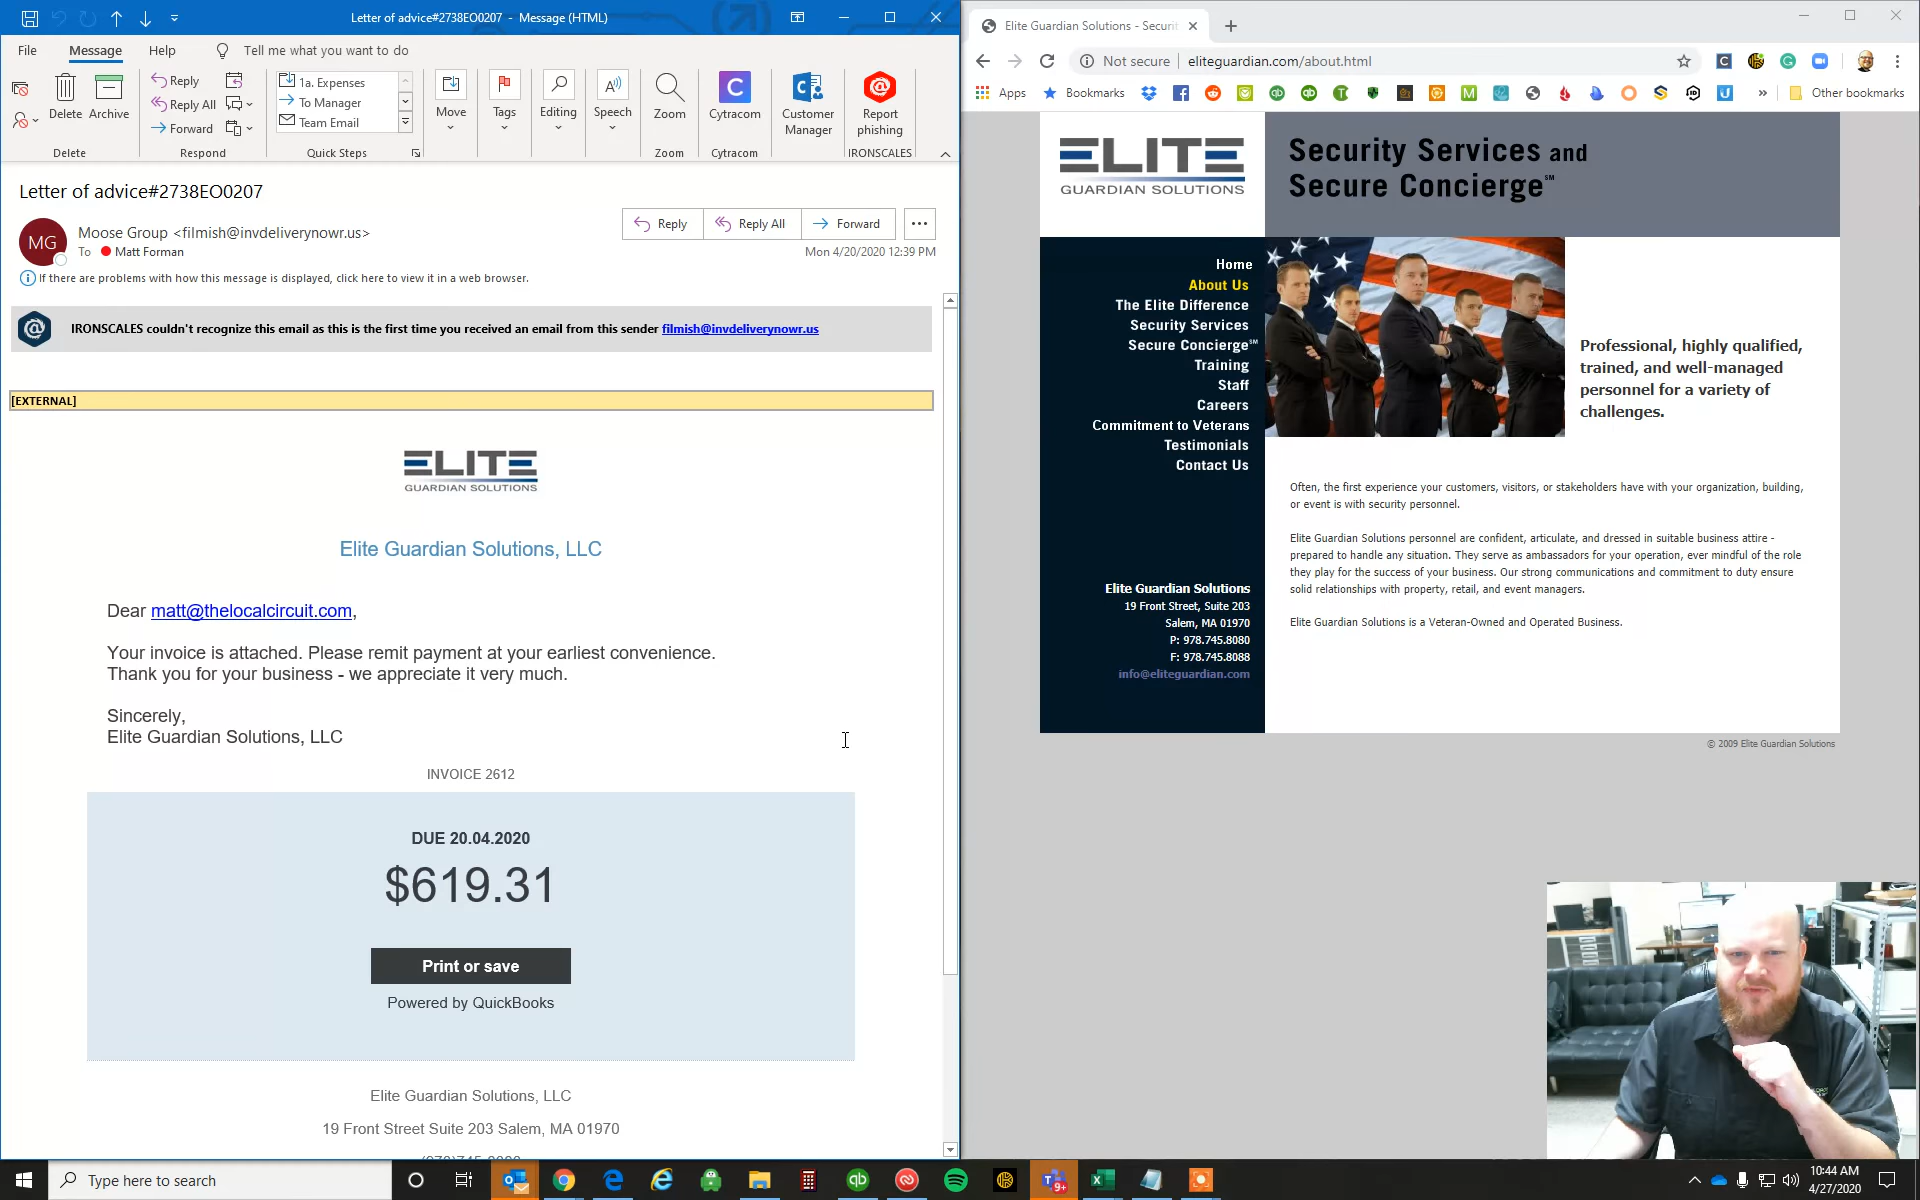 Letter of advice#2738EO0207 - Message (HTML)
File Message Help Tell me what you want to do
Delete Archive
Reply
Reply All
Forward
1a. Expenses
To Manager
Team Email
Move Tags Editing Speech Zoom Cytracom
Customer
Manager
Report
phishing
Delete Respond Quick Steps Zoom Cytracom IRONSCALES
Letter of advice#2738EO0207
MG
Moose Group <filmish@invdeliverynowr.us>
To Matt Forman
Reply Reply All Forward
Mon 4/20/2020 12:39 PM
If there are problems with how this message is displayed, click here to view it in a web browser.
IRONSCALES couldn't recognize this email as this is the first time you received an email from this sender filmish@invdeliverynowr.us
[EXTERNAL]
ELITE
GUARDIAN SOLUTIONS
Elite Guardian Solutions, LLC
Dear matt@thelocalcircuit.com,
Your invoice is attached. Please remit payment at your earliest convenience.
Thank you for your business - we appreciate it very much.
Sincerely,
Elite Guardian Solutions, LLC
INVOICE 2612
DUE 20.04.2020
$619.31
Print or save
Powered by QuickBooks
Elite Guardian Solutions, LLC
19 Front Street Suite 203 Salem, MA 01970
Elite Guardian Solutions - Securit
Not secure eliteguardian.com/about.html
Apps Bookmarks Other bookmarks
ELITE
GUARDIAN SOLUTIONS
Security Services and
Secure Concierge℠
Home
About Us
The Elite Difference
Security Services
Secure Concierge℠
Training
Staff
Careers
Commitment to Veterans
Testimonials
Contact Us
Elite Guardian Solutions
19 Front Street, Suite 203
Salem, MA 01970
P: 978.745.8080
F: 978.745.8088
info@eliteguardian.com
Professional, highly qualified,
trained, and well-managed
personnel for a variety of
challenges.
Often, the first experience your customers, visitors, or stakeholders have with your organization, building,
or event is with security personnel.
Elite Guardian Solutions personnel are confident, articulate, and dressed in suitable business attire -
prepared to handle any situation. They serve as ambassadors for your operation, ever mindful of the role
they play for the success of your business. Our strong communications and commitment to duty ensure
solid relationships with property, retail, and event managers.
Elite Guardian Solutions is a Veteran-Owned and Operated Business.
© 2009 Elite Guardian Solutions
Type here to search
10:44 AM
4/27/2020